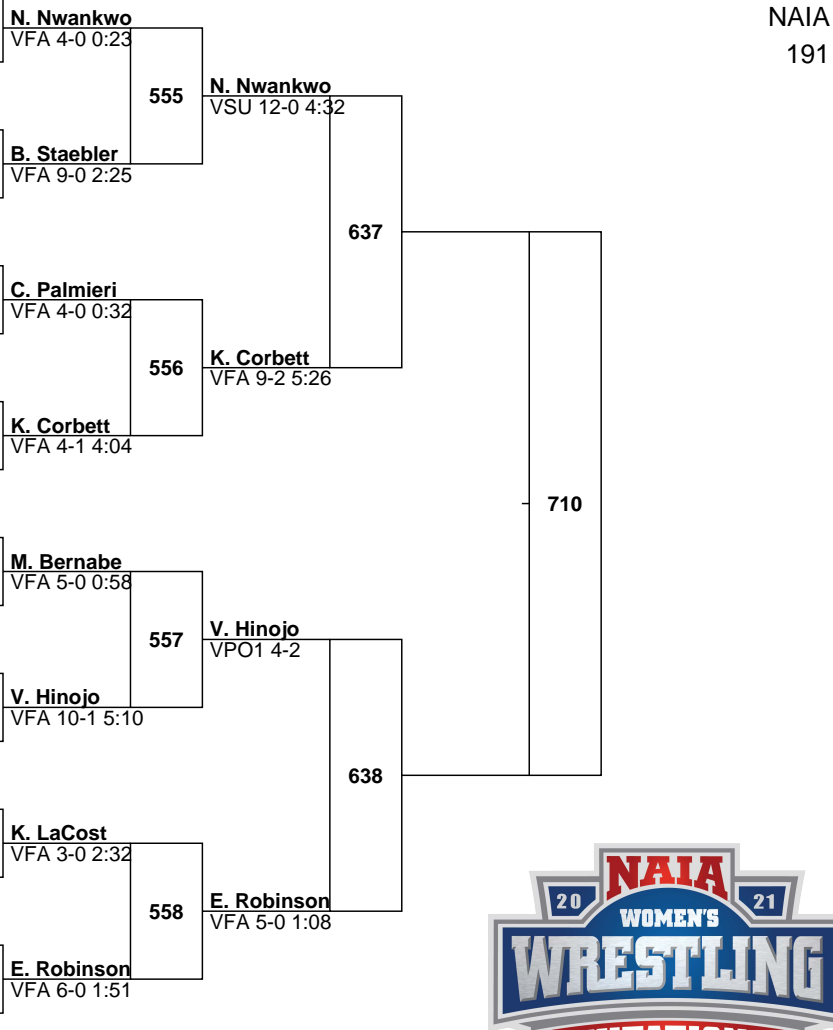 NAIA
191
N. Nwankwo
VFA 4-0 0:23
555
N. Nwankwo
VSU 12-0 4:32
B. Staebler
VFA 9-0 2:25
637
C. Palmieri
VFA 4-0 0:32
556
K. Corbett
VFA 9-2 5:26
K. Corbett
VFA 4-1 4:04
710
M. Bernabe
VFA 5-0 0:58
557
V. Hinojo
VPO1 4-2
V. Hinojo
VFA 10-1 5:10
638
K. LaCost
VFA 3-0 2:32
558
E. Robinson
VFA 5-0 1:08
E. Robinson
VFA 6-0 1:51
NAIA
20 21
WOMEN'S
WRESTLING